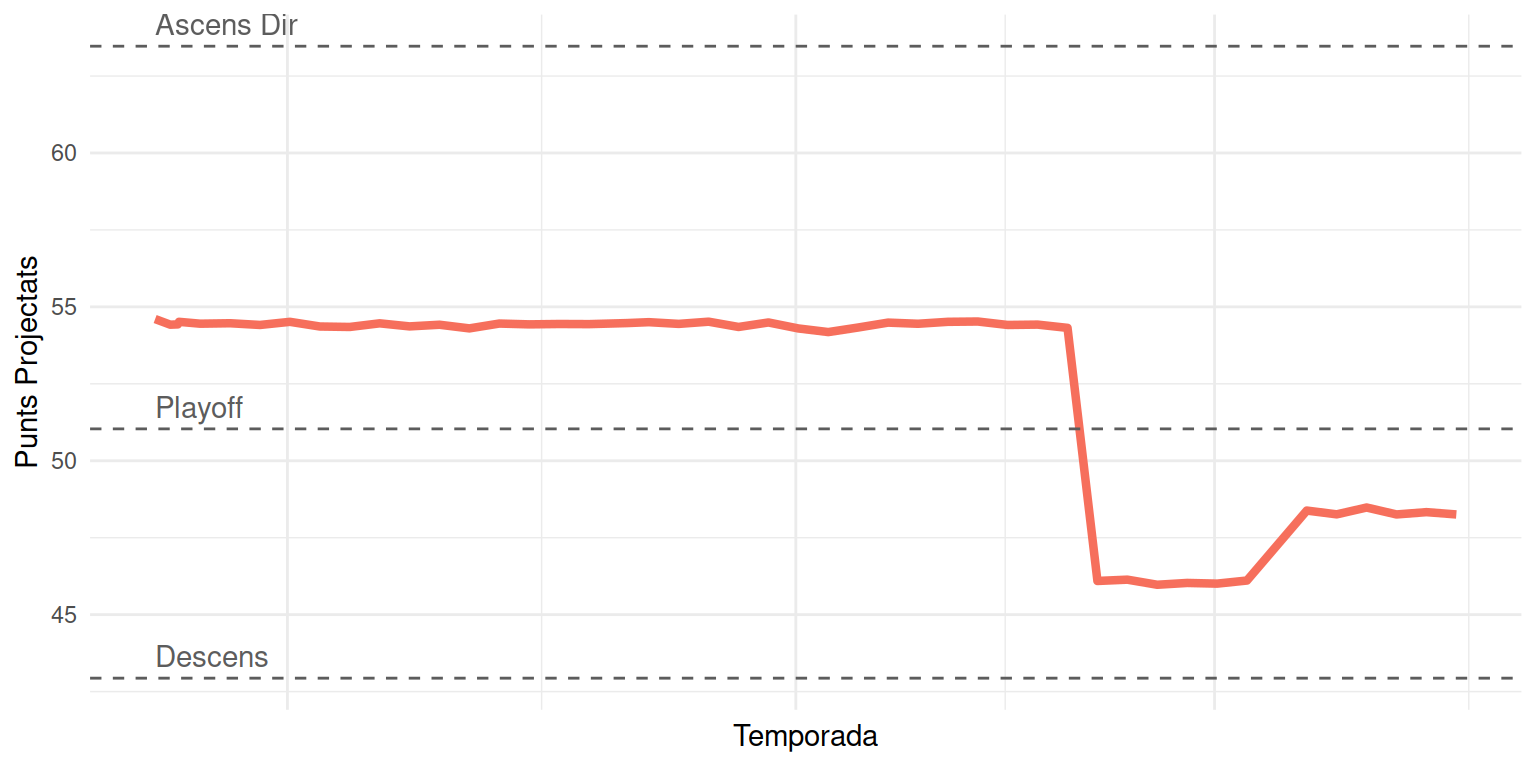 Ascens Dir
60
55
Playoff
50
45
Descens
Punts Projectats
Temporada